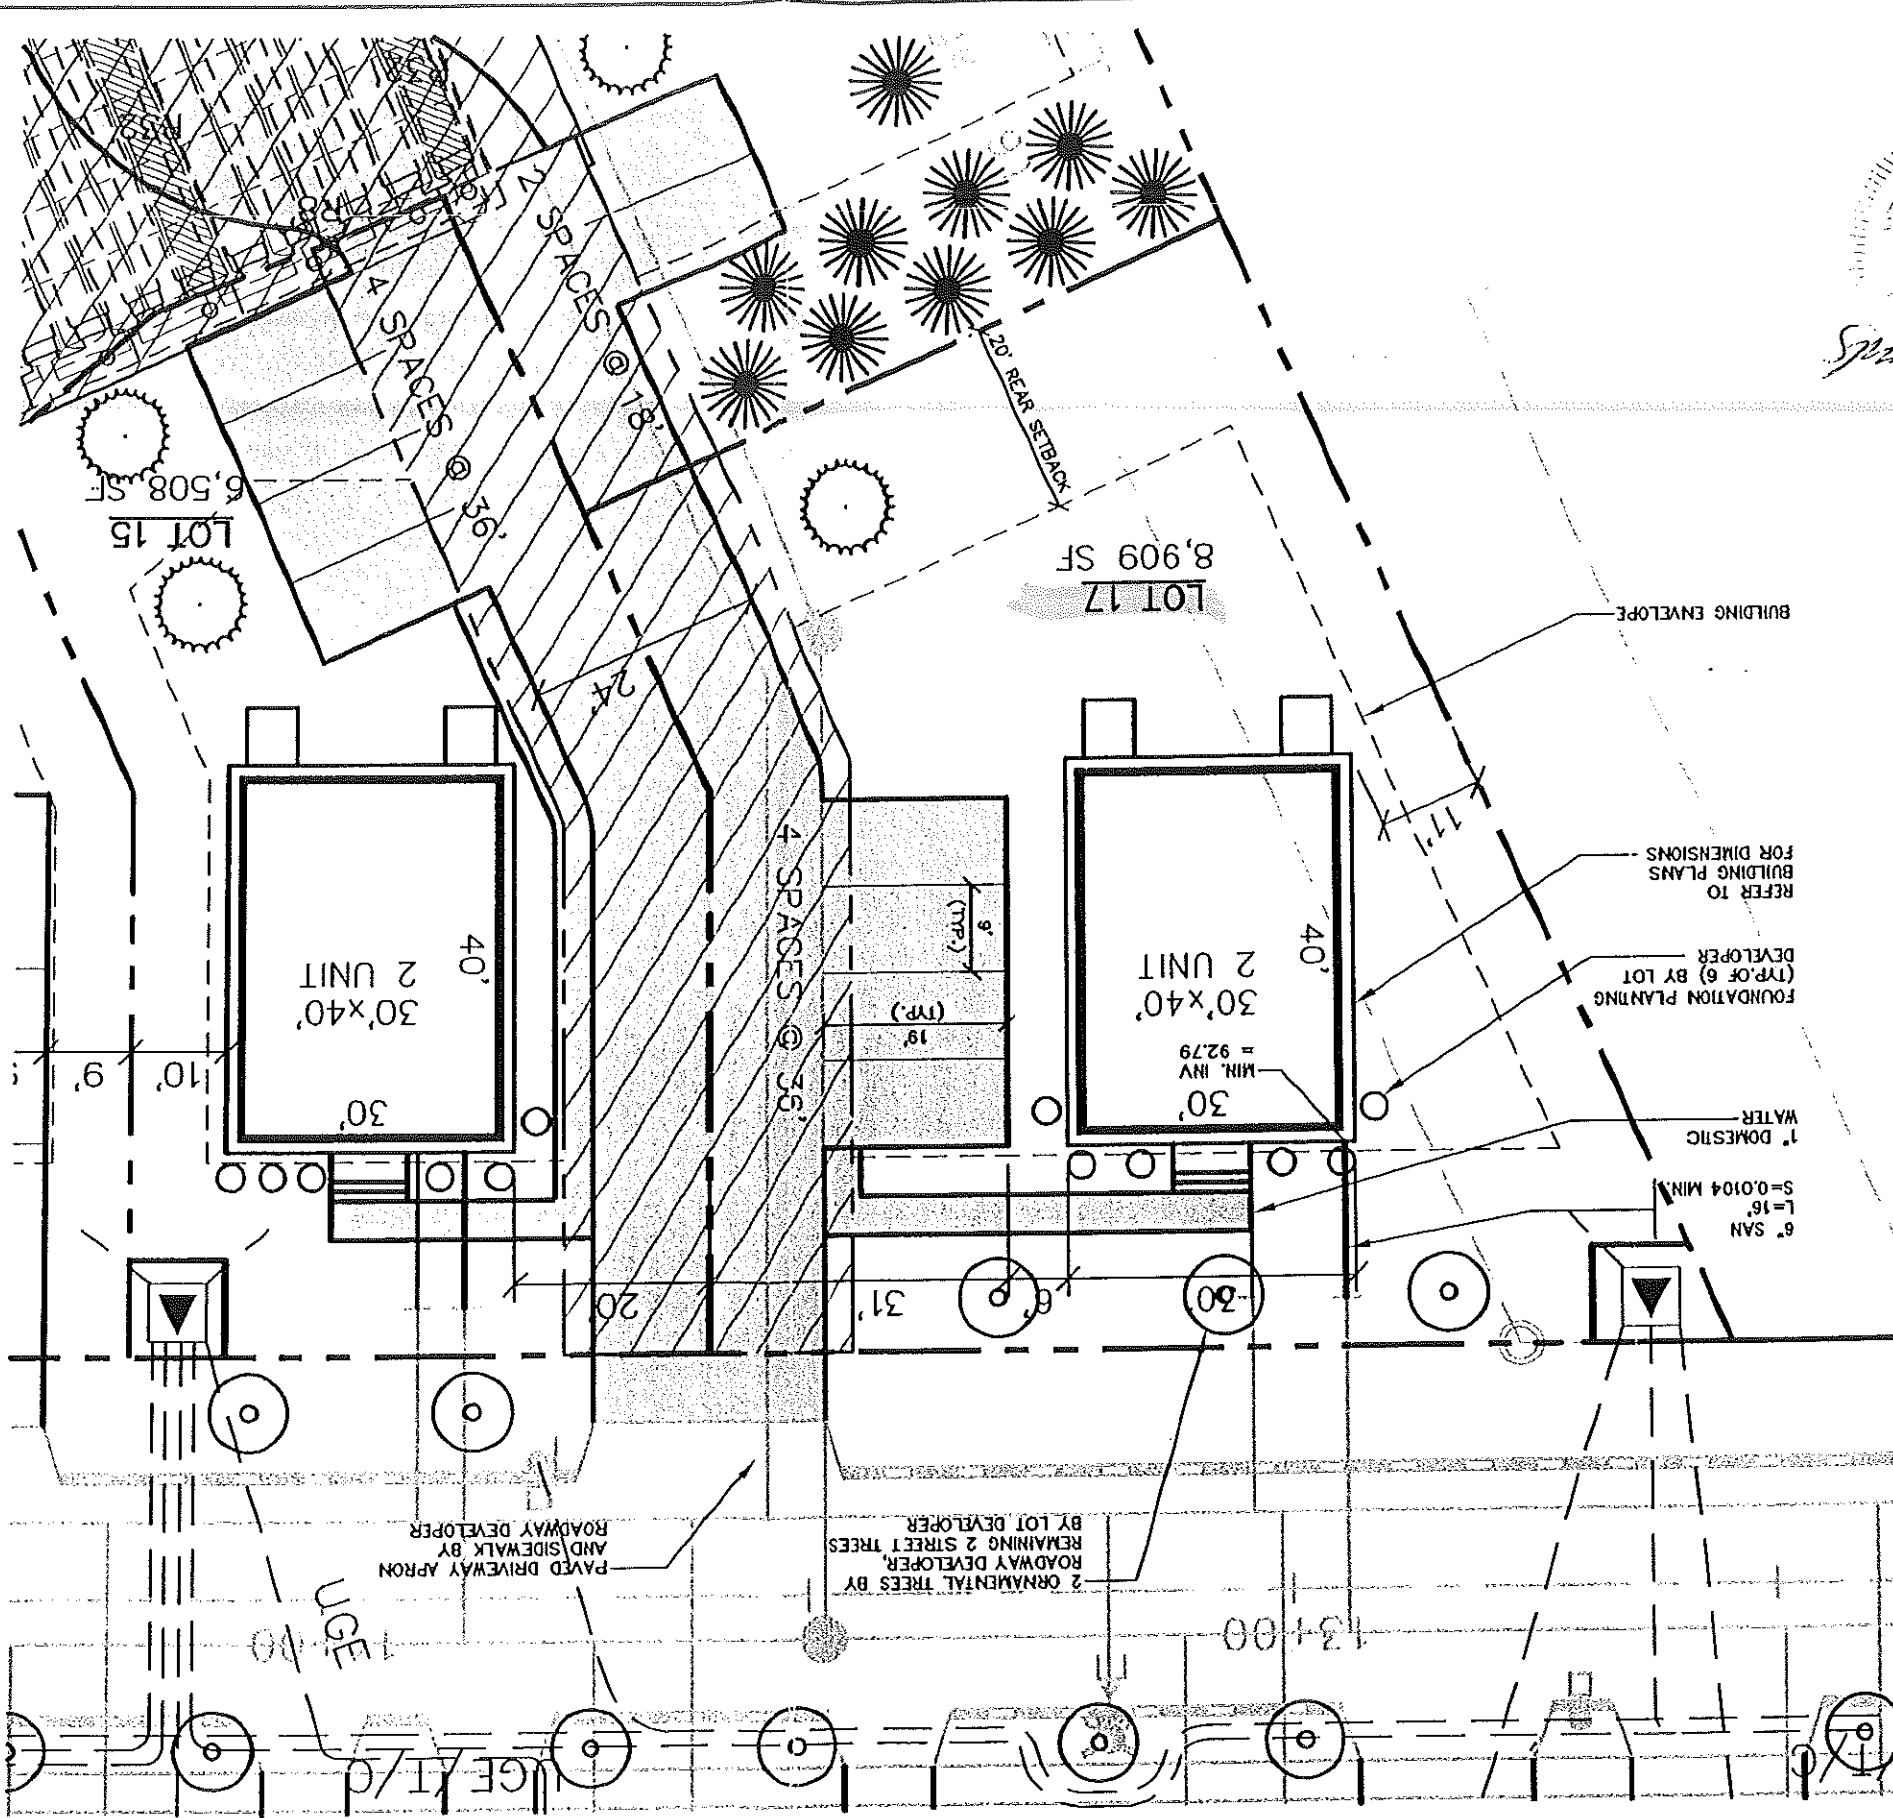 LOT 15
6,508 SF
LOT 17
8,909 SF
2 SPACES @ 18'
4 SPACES @ 36'
4 SPACES @ 36'
20' REAR SETBACK
24'
11'
BUILDING ENVELOPE
REFER TO
BUILDING PLANS
FOR DIMENSIONS
FOUNDATION PLANTING
(TYP.OF 6) BY LOT
DEVELOPER
1" DOMESTIC
WATER
6" SAN
L=16'
S=0.0104 MIN.
30'
MIN. INV
= 92.79
30'x40'
2 UNIT
40'
9'
(TYP.)
19'
(TYP.)
30'
30'x40'
2 UNIT
40'
10'
9'
30'
6'
31'
20'
2 ORNAMENTAL TREES BY
ROADWAY DEVELOPER,
REMAINING 2 STREET TREES
BY LOT DEVELOPER
PAVED DRIVEWAY APRON
AND SIDEWALK BY
ROADWAY DEVELOPER
UGE
13+00
UGE /T/C